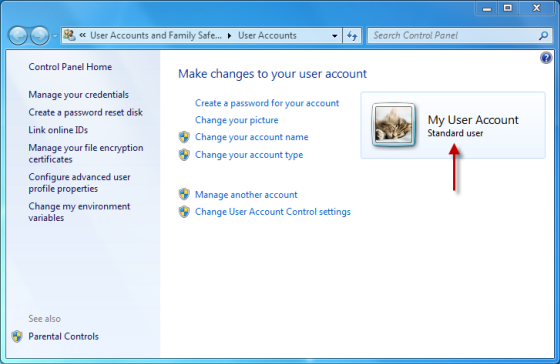 « User Accounts and Family Safe... ▸ User Accounts
Search Control Panel
Control Panel Home
Manage your credentials
Create a password reset disk
Link online IDs
Manage your file encryption
certificates
Configure advanced user
profile properties
Change my environment
variables
See also
Parental Controls
Make changes to your user account
Create a password for your account
Change your picture
Change your account name
Change your account type
Manage another account
Change User Account Control settings
My User Account
Standard user